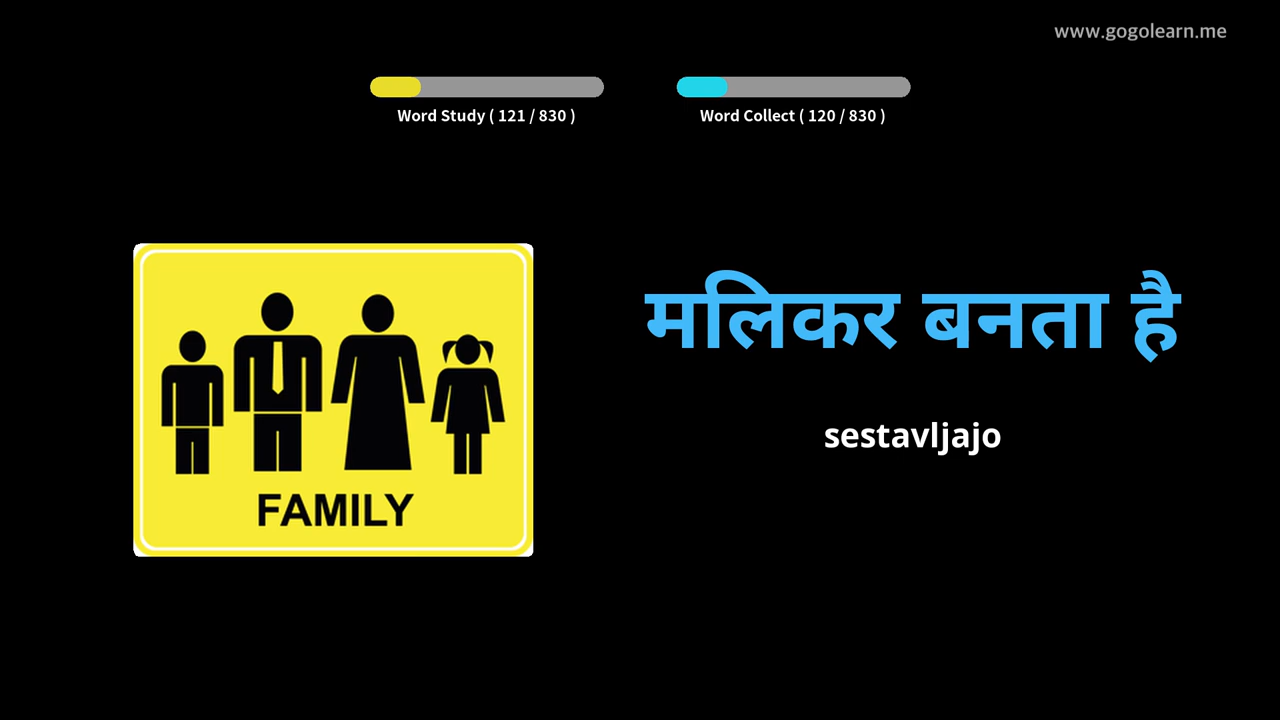 www.gogolearn.me
Word Study ( 121 / 830 )
Word Collect ( 120 / 830 )
मलिकर बनता है
sestavljajo
FAMILY